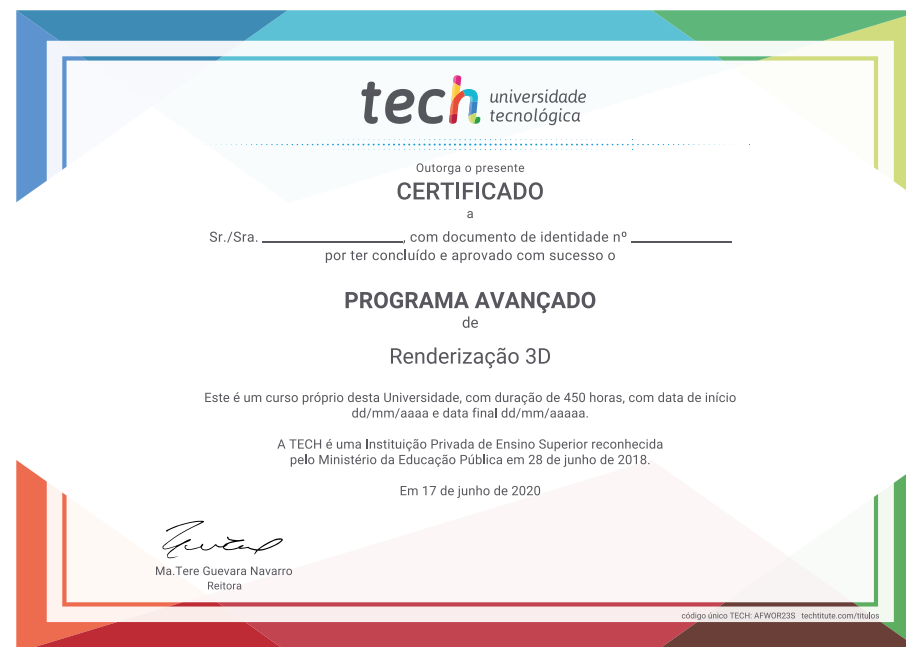 tech universidade
tecnológica
Outorga o presente
CERTIFICADO
a
Sr./Sra. ______________, com documento de identidade nº __________
por ter concluído e aprovado com sucesso o
PROGRAMA AVANÇADO
de
Renderização 3D
Este é um curso próprio desta Universidade, com duração de 450 horas, com data de início
dd/mm/aaaa e data final dd/mm/aaaaa.
A TECH é uma Instituição Privada de Ensino Superior reconhecida
pelo Ministério da Educação Pública em 28 de junho de 2018.
Em 17 de junho de 2020
Ma.Tere Guevara Navarro
Reitora
código único TECH: AFWOR23S techtitute.com/titulos